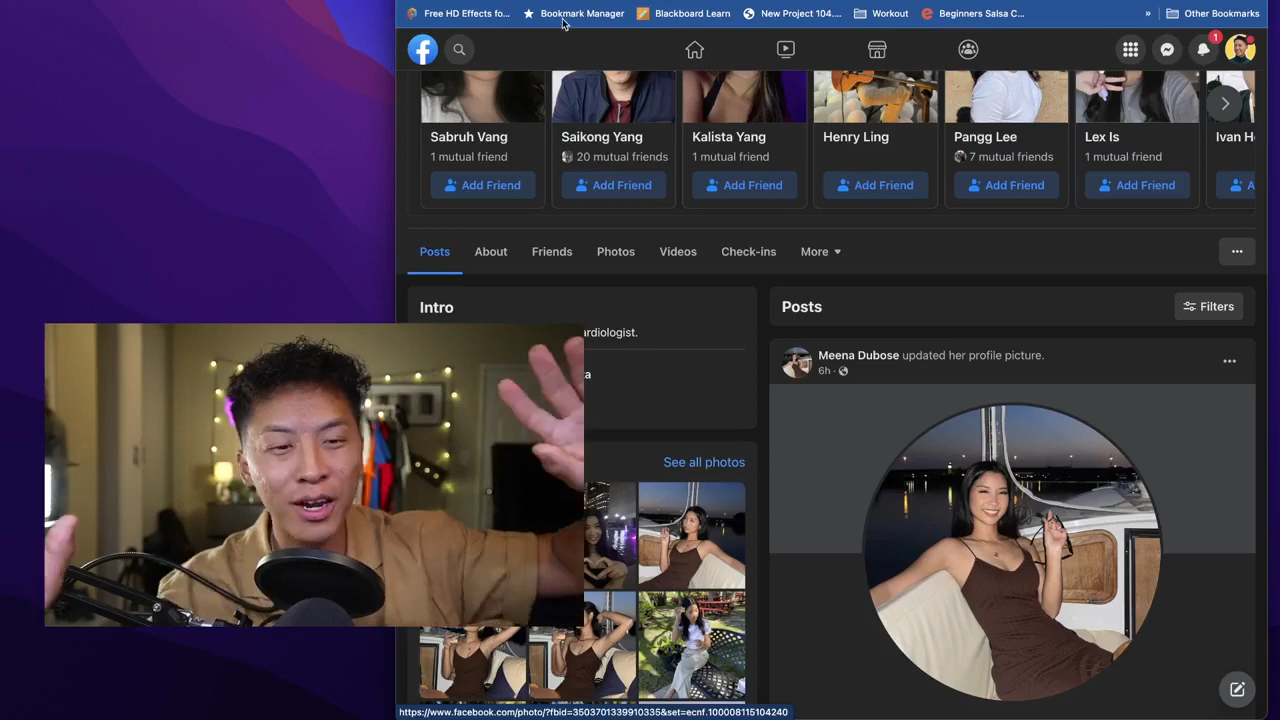 Free HD Effects fo...
Bookmark Manager
Blackboard Learn
New Project 104....
Workout
Beginners Salsa C...
»
Other Bookmarks
1
Sabruh Vang
1 mutual friend
Add Friend
Saikong Yang
20 mutual friends
Add Friend
Kalista Yang
1 mutual friend
Add Friend
Henry Ling
Add Friend
Pangg Lee
7 mutual friends
Add Friend
Lex Is
1 mutual friend
Add Friend
Ivan H
A
Posts
About
Friends
Photos
Videos
Check-ins
More
Intro
ardiologist.
See all photos
Posts
Filters
Meena Dubose updated her profile picture.
6h ·
https://www.facebook.com/photo/?fbid=3503701339910335&set=ecnf.100008115104240